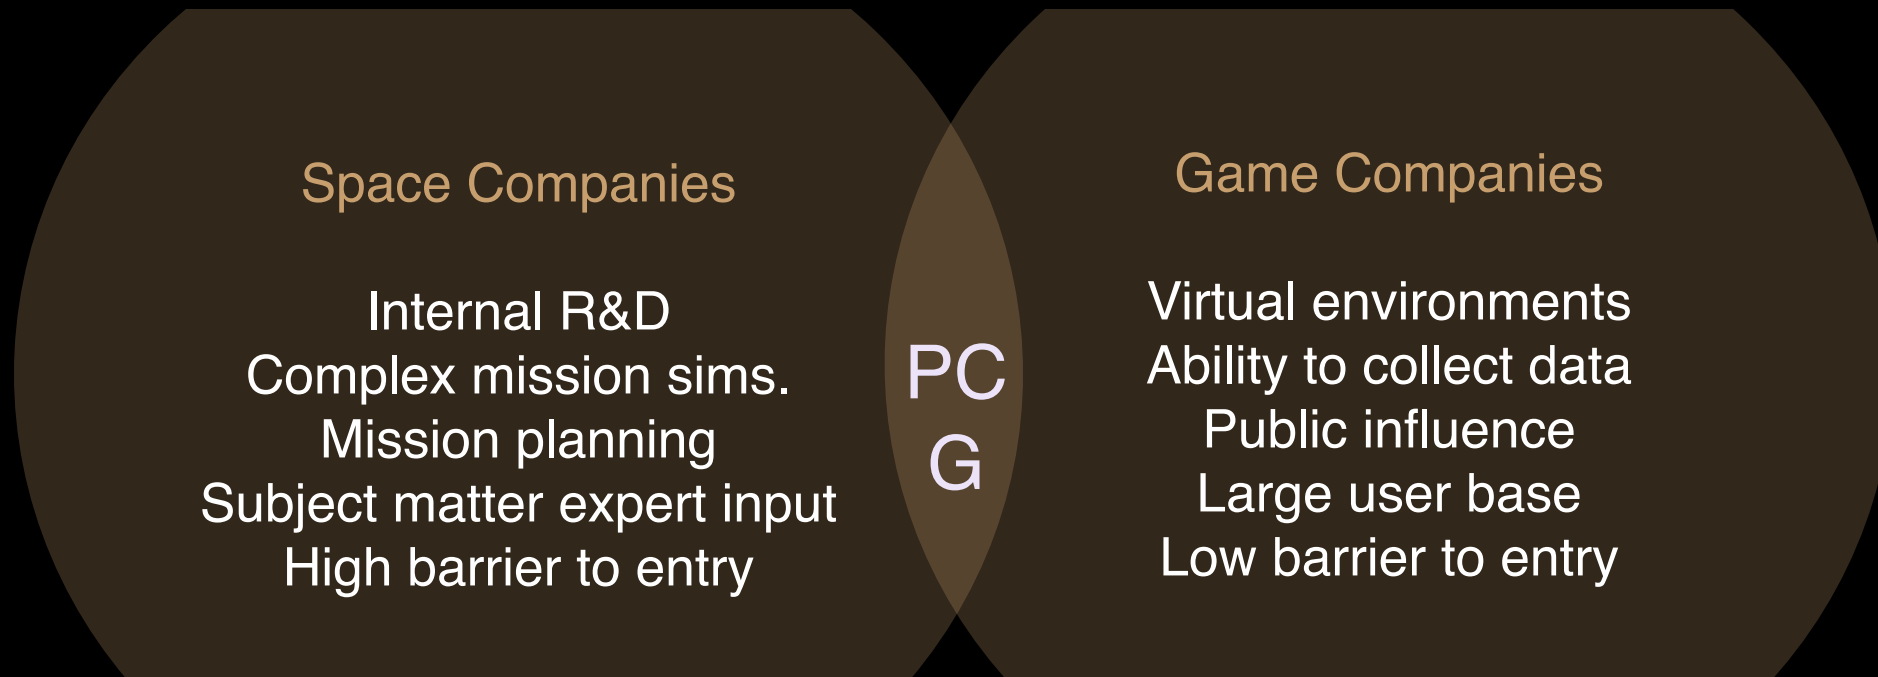 Space Companies
Internal R&D
Complex mission sims.
Mission planning
Subject matter expert input
High barrier to entry
PC
G
Game Companies
Virtual environments
Ability to collect data
Public influence
Large user base
Low barrier to entry